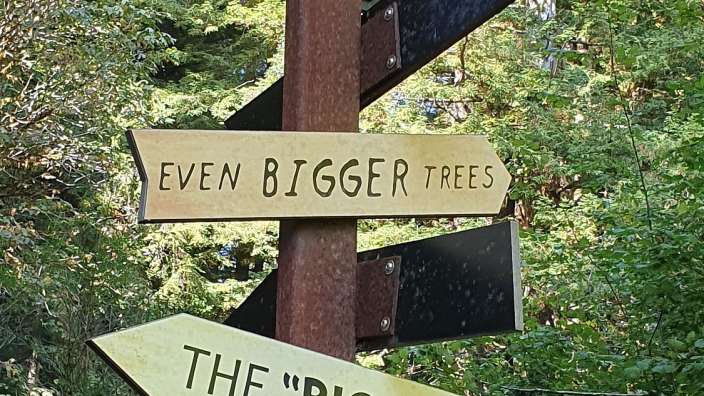 EVEN BIGGER TREES
THE